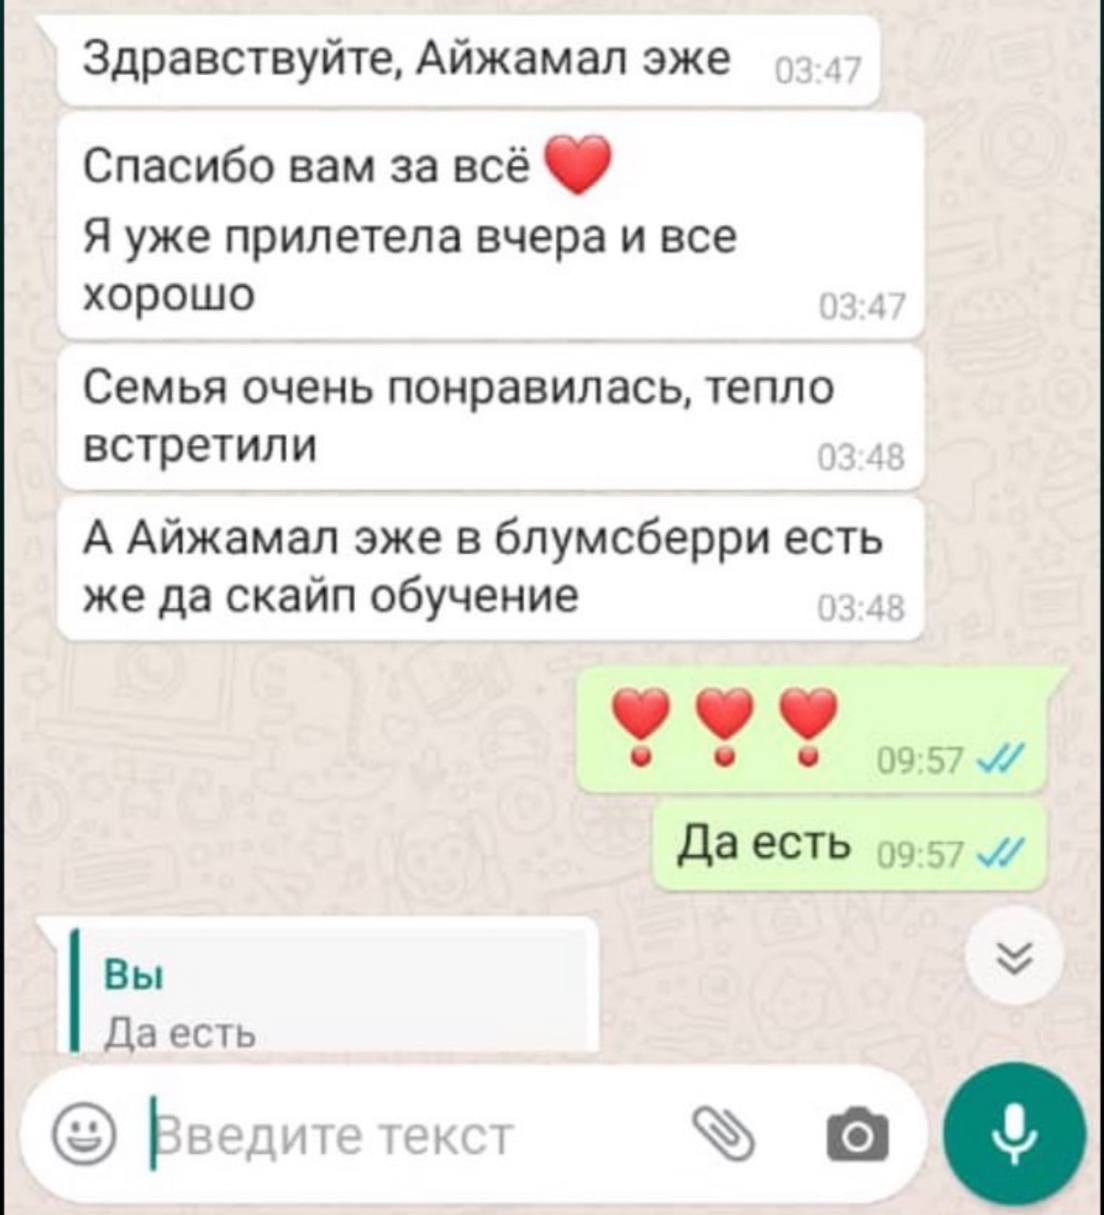 Здравствуйте, Айжамал эже 03:47
Спасибо вам за всё ❤️
Я уже прилетела вчера и все
хорошо 03:47
Семья очень понравилась, тепло
встретили 03:48
А Айжамал эже в блумсберри есть
же да скайп обучение 03:48
❣️ ❣️ ❣️ 09:57
Да есть 09:57
Вы
Да есть
Введите текст